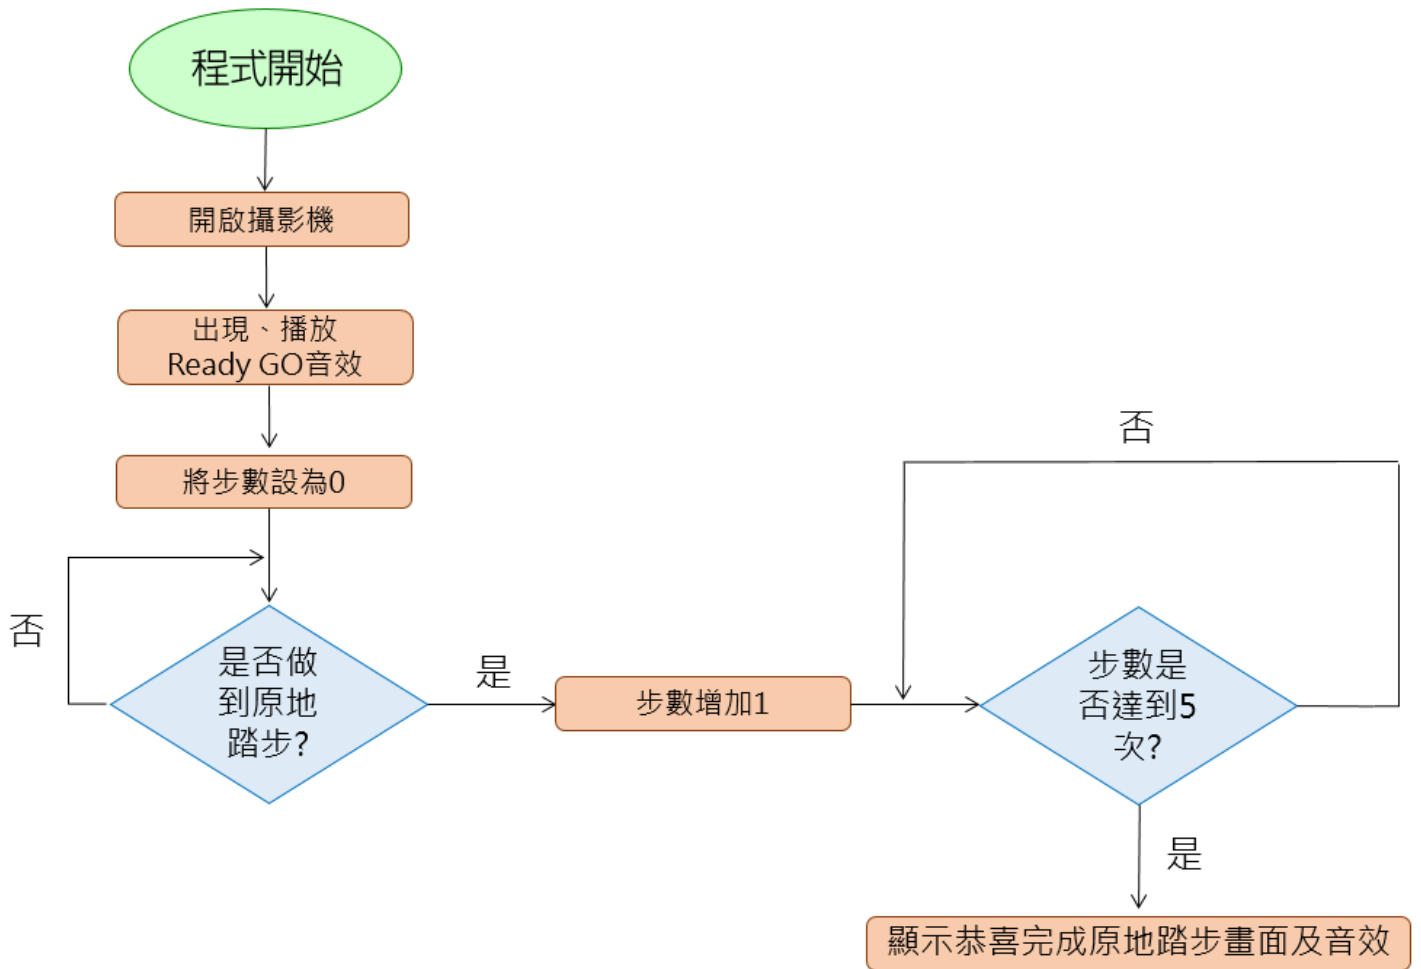 程式開始
開啟攝影機
出現、播放
Ready GO音效
將步數設為0
否
是否做
到原地
踏步?
是
步數增加1
否
步數是
否達到5
次?
是
顯示恭喜完成原地踏步畫面及音效